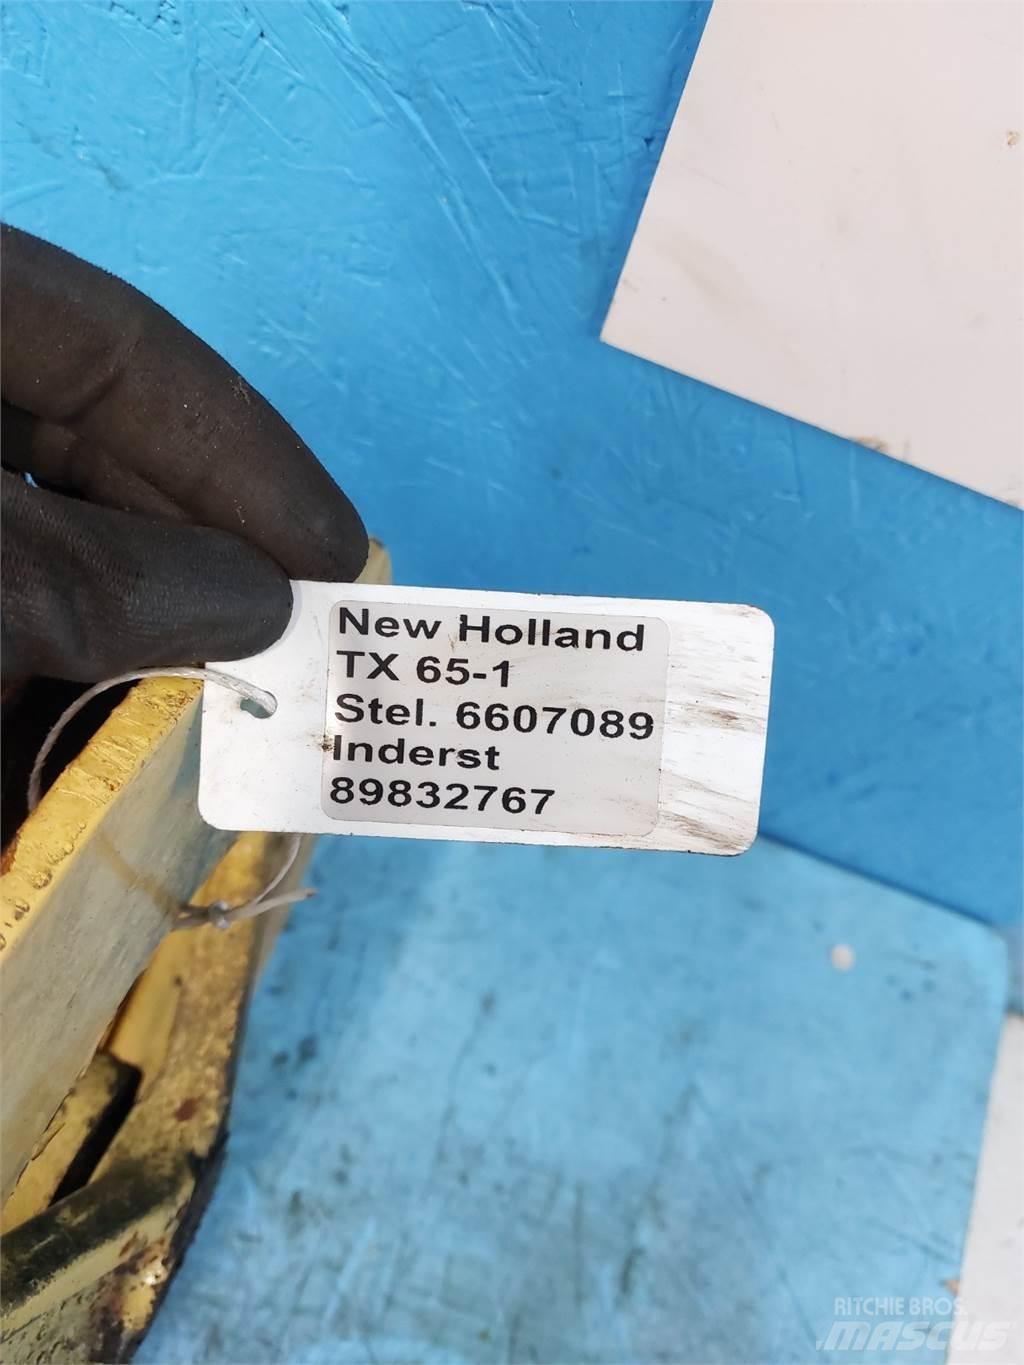 New Holland
TX 65-1
Stel. 6607089
Inderst
89832767
RITCHIE BROS.
MASCUS